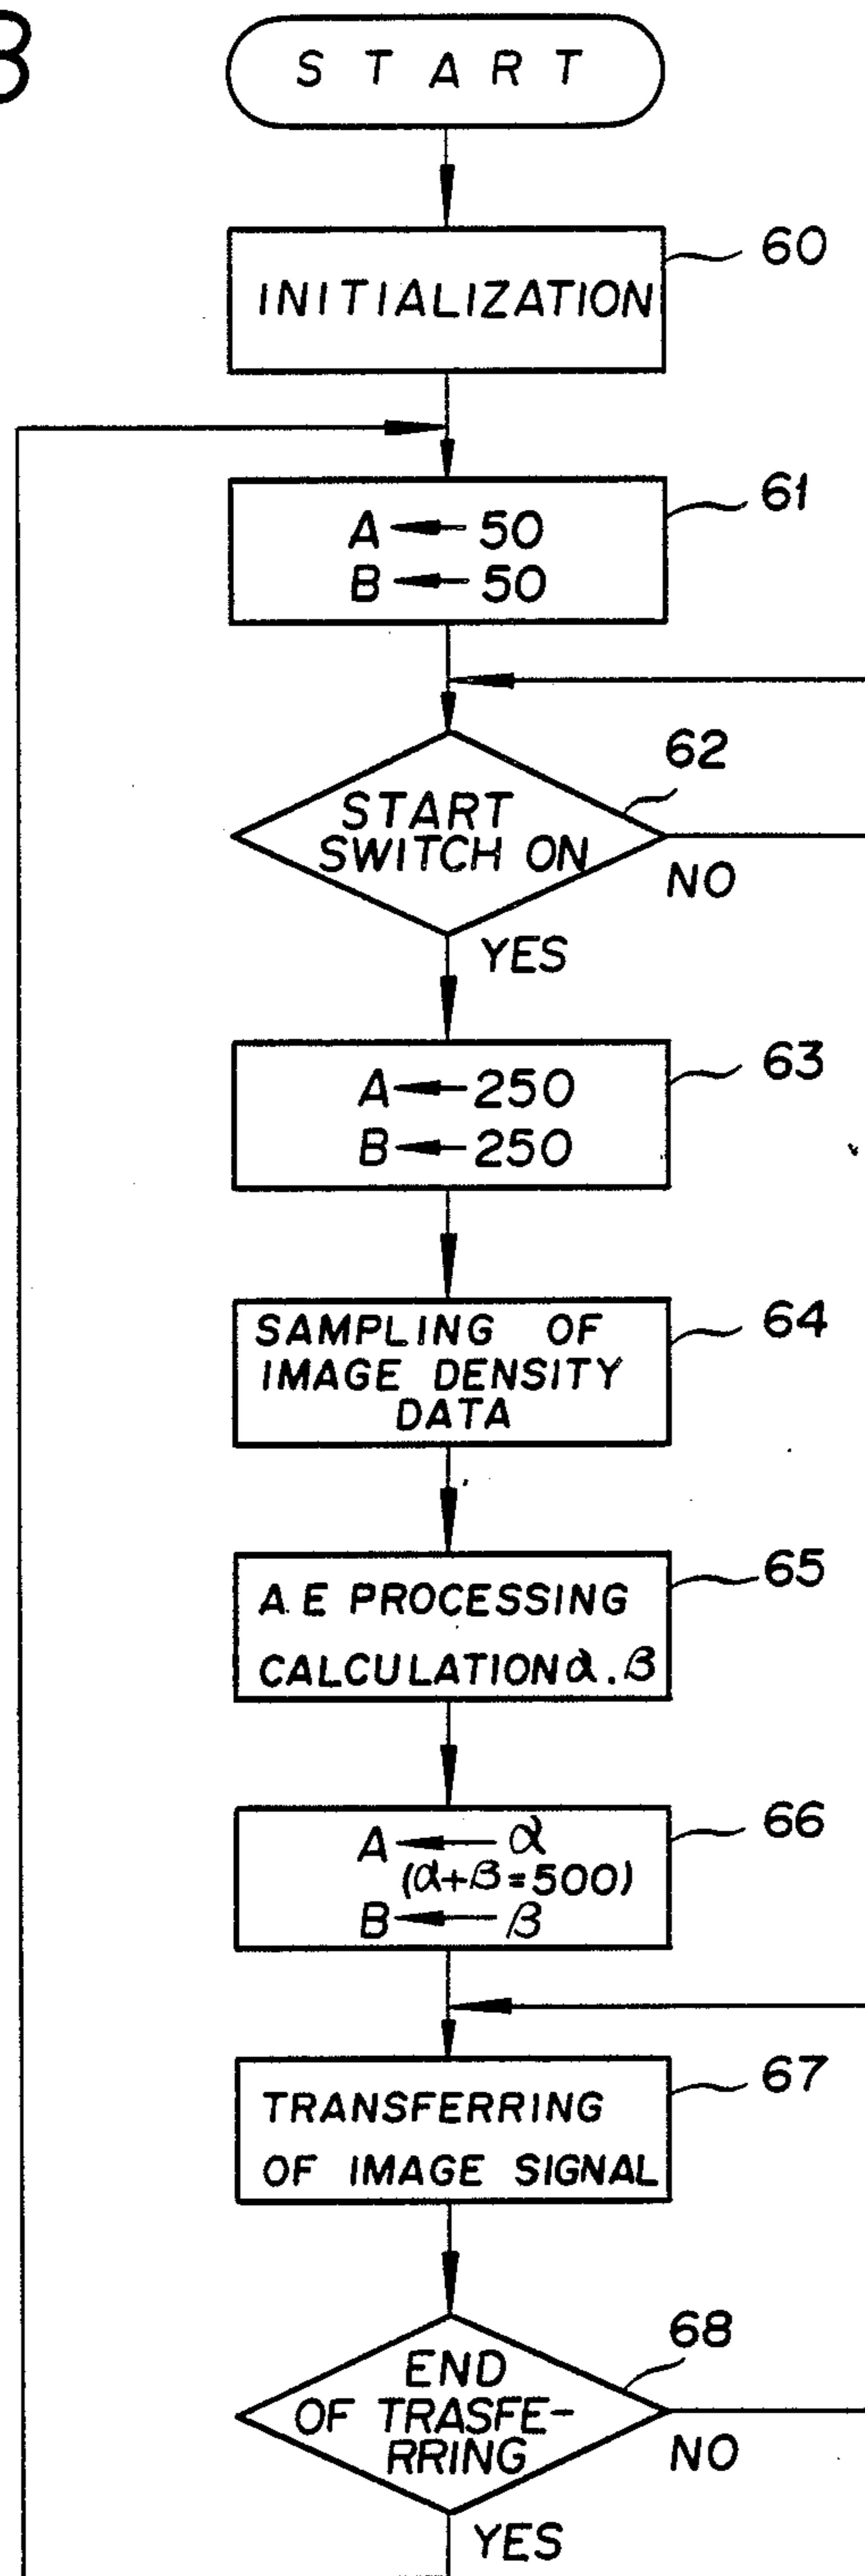 START
60
INITIALIZATION
61
A ← 50
B ← 50
62
START
SWITCH ON
NO
YES
63
A ← 250
B ← 250
64
SAMPLING OF
IMAGE DENSITY
DATA
65
A.E PROCESSING
CALCULATION α.β
66
A ← α
(α+β=500)
B ← β
67
TRANSFERRING
OF IMAGE SIGNAL
68
END
OF TRASFE-
RRING
NO
YES